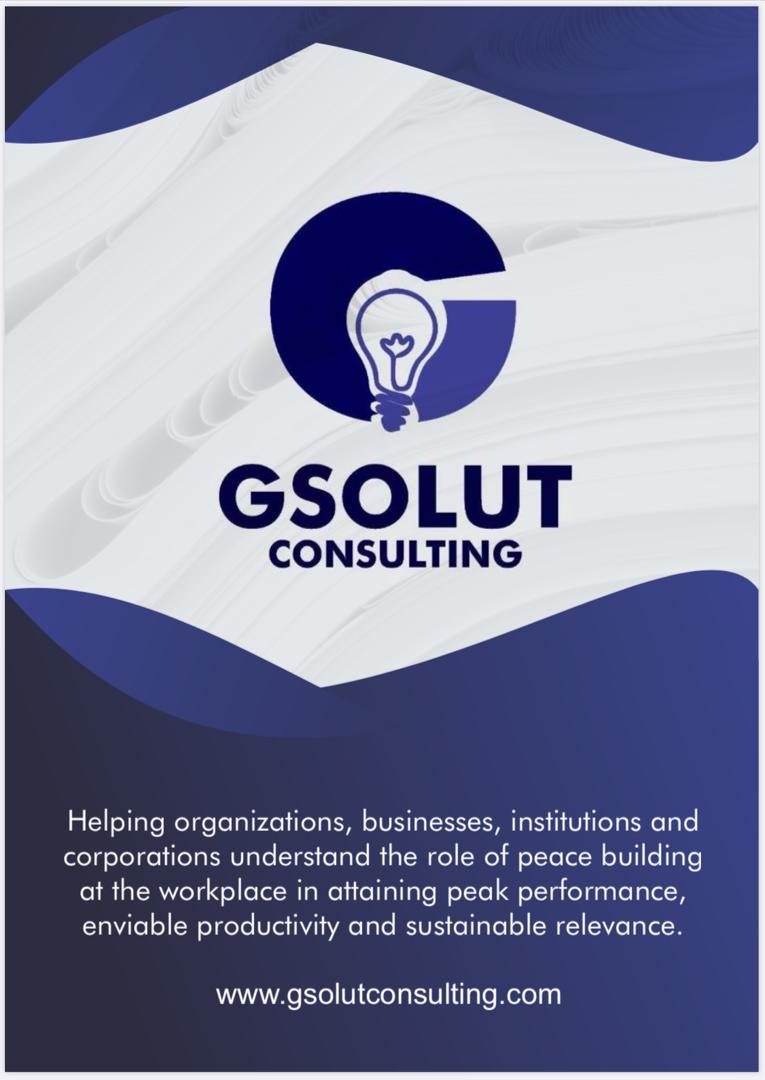 GSOLUT
CONSULTING
Helping organizations, businesses, institutions and
corporations understand the role of peace building
at the workplace in attaining peak performance,
enviable productivity and sustainable relevance.
www.gsolutconsulting.com